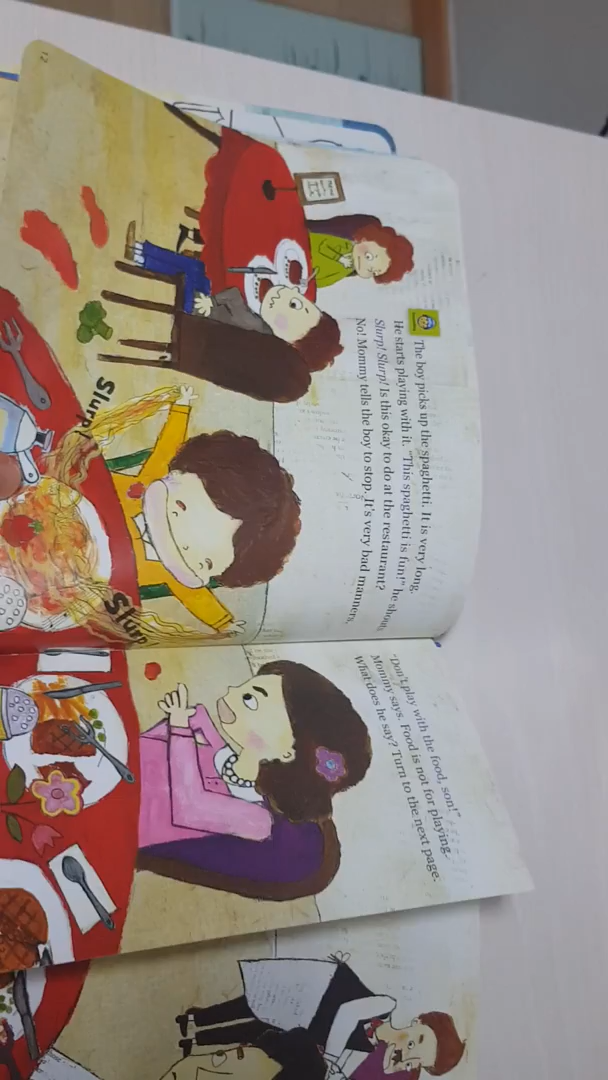 The boy picks up the spaghetti. It is very long.
He starts playing with it. "This spaghetti is fun!" he shouts.
Slurp! Slurp! Is this okay to do at the restaurant?
No! Mommy tells the boy to stop. It's very bad manners.
Slurp!
Slurp
12
"Don't play with the food, son!"
Mommy says. Food is not for playing.
What does he say? Turn to the next page.